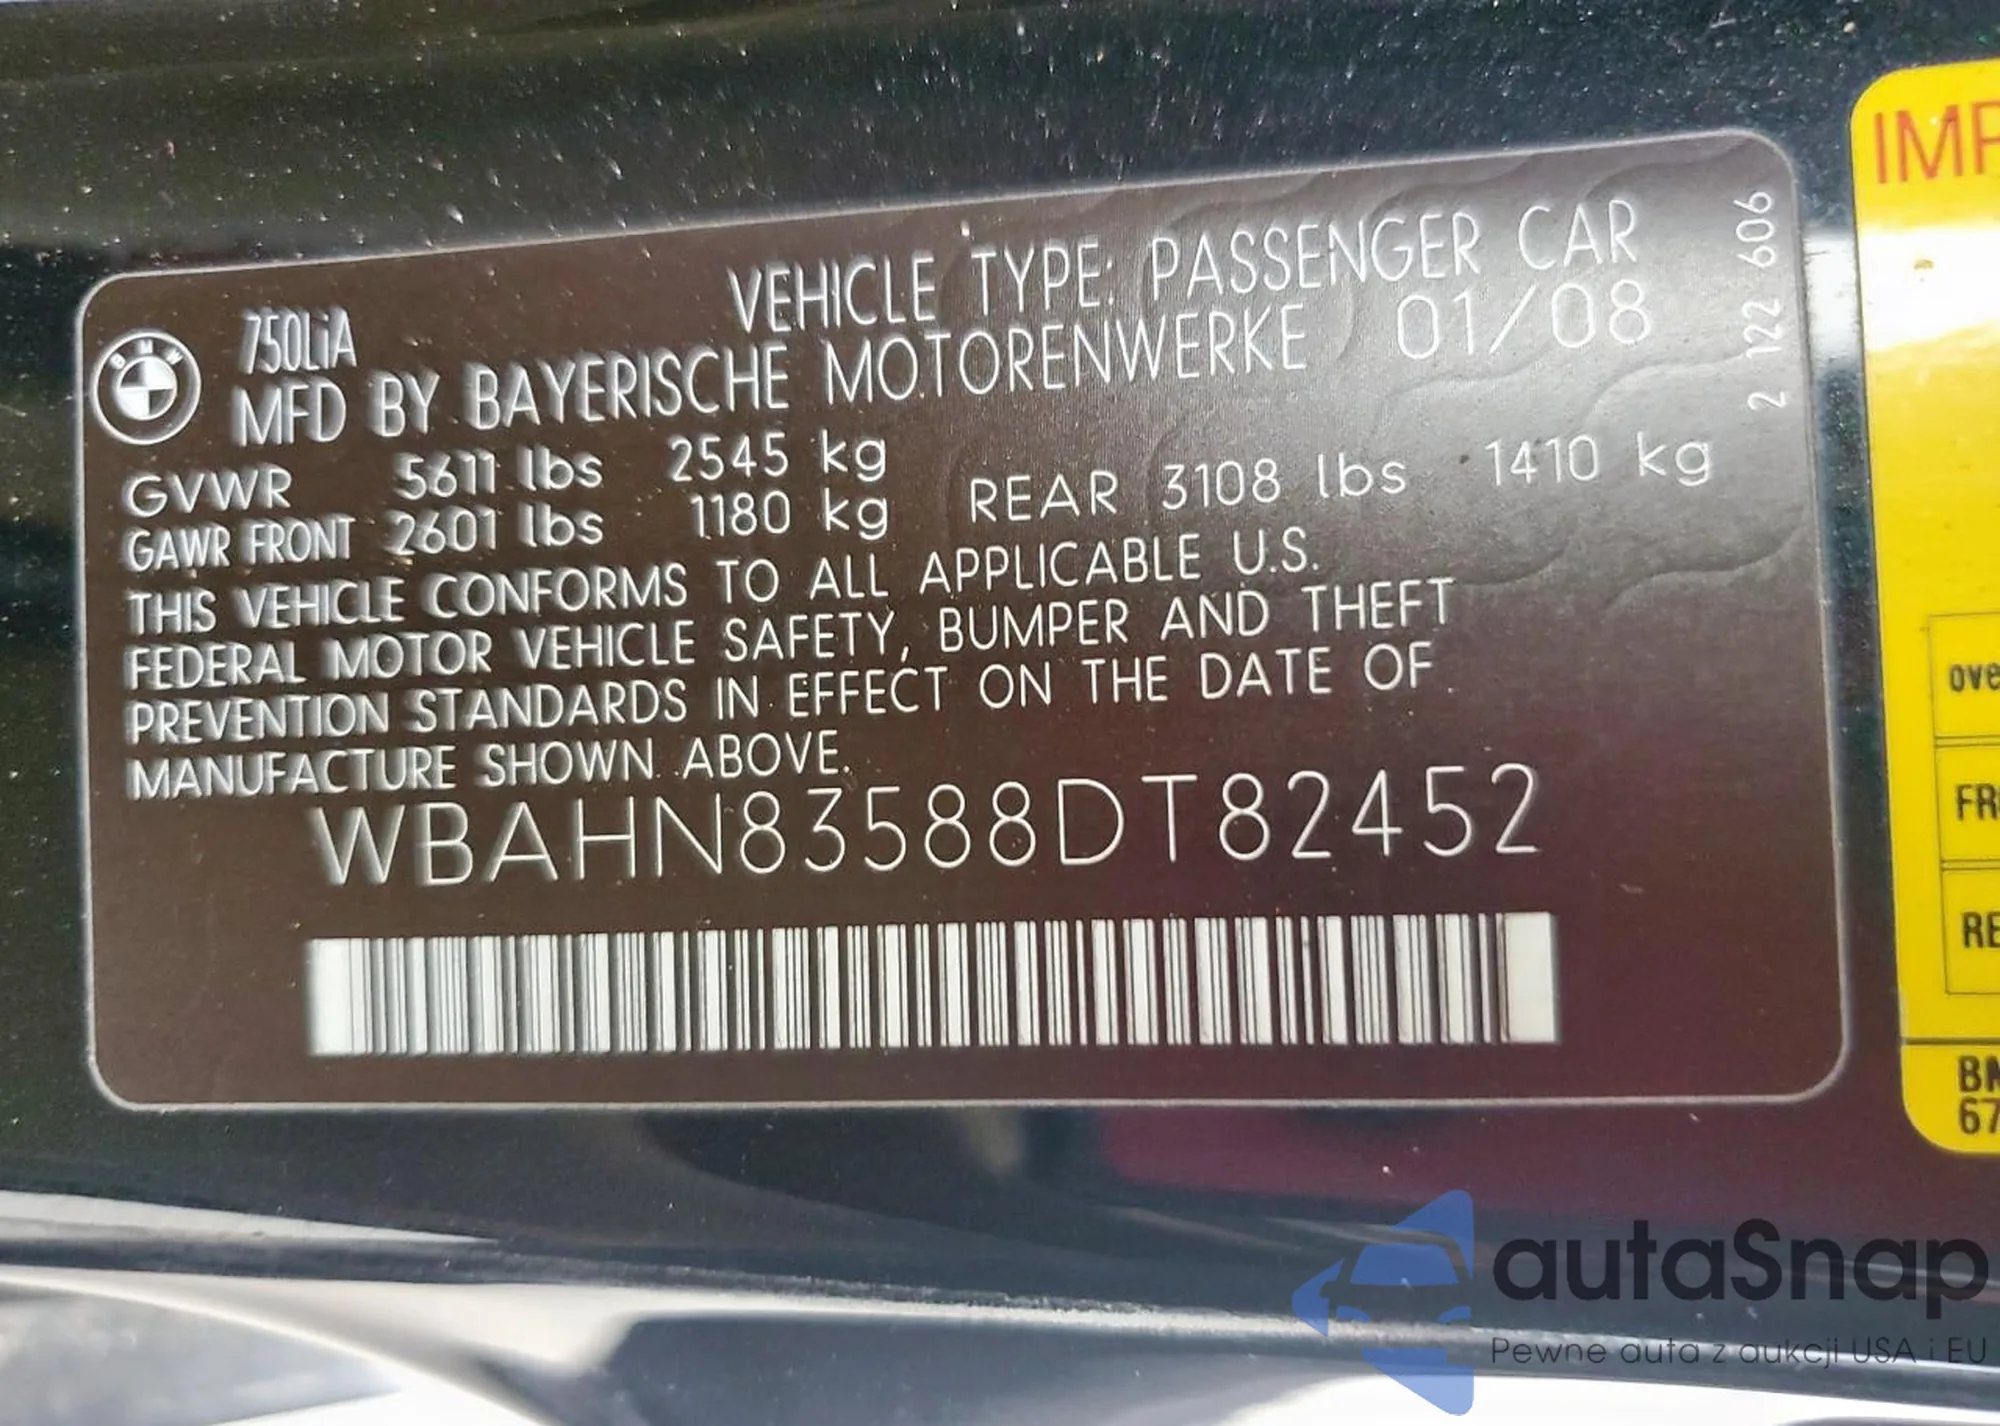 BMW
750LiA
VEHICLE TYPE: PASSENGER CAR
MFD BY BAYERISCHE MOTORENWERKE 01/08
GVWR 5611 lbs 2545 kg
GAWR FRONT 2601 lbs 1180 kg REAR 3108 lbs 1410 kg
THIS VEHICLE CONFORMS TO ALL APPLICABLE U.S.
FEDERAL MOTOR VEHICLE SAFETY, BUMPER AND THEFT
PREVENTION STANDARDS IN EFFECT ON THE DATE OF
MANUFACTURE SHOWN ABOVE.
WBAHN83588DT82452
2 122 606
autaSnap
Pewne auta z aukcji USA i EU